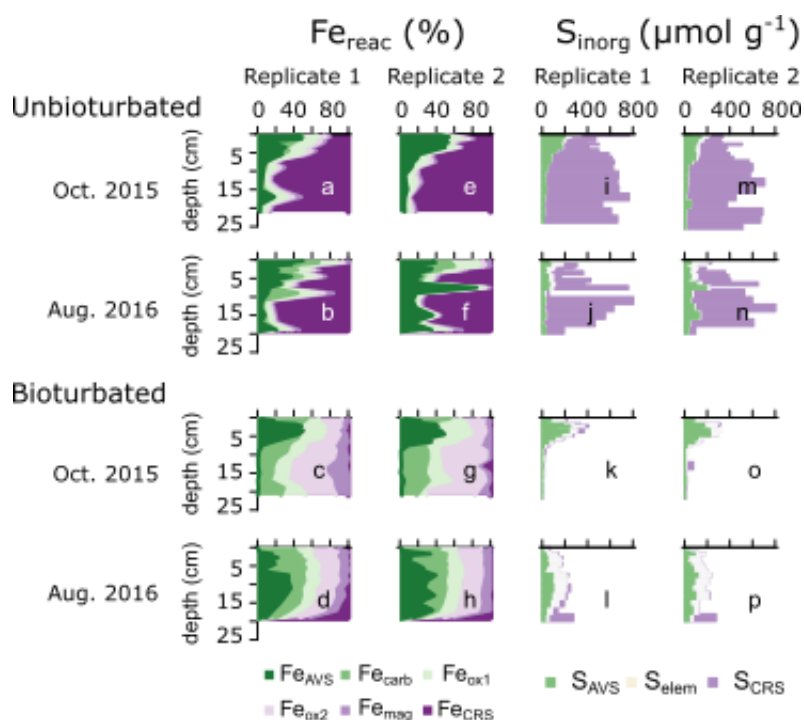 Fe_reac (%) S_inorg (µmol g⁻¹)
Replicate 1 Replicate 2 Replicate 1 Replicate 2
Unbioturbated 0 40 80 0 40 80 0 400 800 0 400 800
Oct. 2015 depth (cm) 5 15 25 a e i m
Aug. 2016 depth (cm) 5 15 25 b f j n
Bioturbated
Oct. 2015 depth (cm) 5 15 25 c g k o
Aug. 2016 depth (cm) 5 15 25 d h l p
Fe_AVS Fe_carb Fe_ox1 S_AVS S_elem S_CRS
Fe_ox2 Fe_mag Fe_CRS